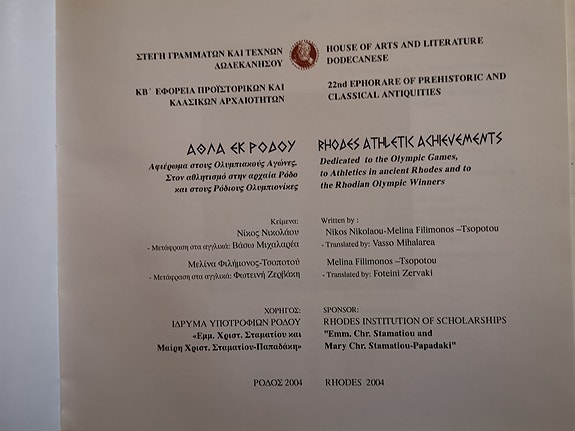 ΣΤΕΓΗ ΓΡΑΜΜΑΤΩΝ ΚΑΙ ΤΕΧΝΩΝ
ΔΩΔΕΚΑΝΗΣΟΥ
ΚΒ΄ ΕΦΟΡΕΙΑ ΠΡΟΪΣΤΟΡΙΚΩΝ ΚΑΙ
ΚΛΑΣΙΚΩΝ ΑΡΧΑΙΟΤΗΤΩΝ
ΑΘΛΑ ΕΚ ΡΟΔΟΥ
Αφιέρωμα στους Ολυμπιακούς Αγώνες.
Στον αθλητισμό στην αρχαία Ρόδο
και στους Ρόδιους Ολυμπιονίκες
Κείμενα:
Νίκος Νικολάου
- Μετάφραση στα αγγλικά: Βάσω Μιχαλαρέα
Μελίνα Φιλήμονος-Τσοποτού
- Μετάφραση στα αγγλικά: Φωτεινή Ζερβάκη
ΧΟΡΗΓΟΣ:
ΙΔΡΥΜΑ ΥΠΟΤΡΟΦΙΩΝ ΡΟΔΟΥ
«Εμμ. Χριστ. Σταματίου και
Μαίρη Χριστ. Σταματίου-Παπαδάκη»
ΡΟΔΟΣ 2004
HOUSE OF ARTS AND LITERATURE
DODECANESE
22nd EPHORARE OF PREHISTORIC AND
CLASSICAL ANTIQUITIES
RHODES ATHLETIC ACHIEVEMENTS
Dedicated to the Olympic Games,
to Athletics in ancient Rhodes and to
the Rhodian Olympic Winners
Written by :
Nikos Nikolaou-Melina Filimonos –Tsopotou
- Translated by: Vasso Mihalarea
Melina Filimonos –Tsopotou
- Translated by: Foteini Zervaki
SPONSOR:
RHODES INSTITUTION OF SCHOLARSHIPS
"Emm. Chr. Stamatiou and
Mary Chr. Stamatiou-Papadaki"
RHODES 2004